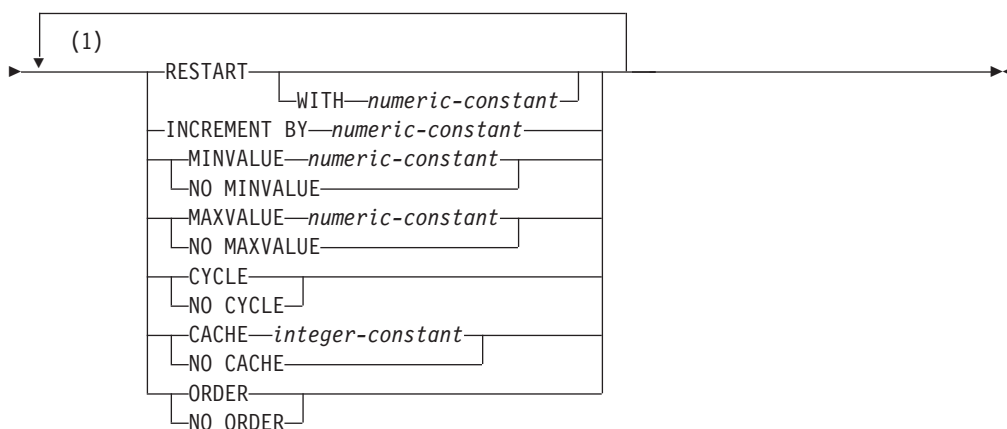 (1)
RESTART
WITH numeric-constant
INCREMENT BY numeric-constant
MINVALUE numeric-constant
NO MINVALUE
MAXVALUE numeric-constant
NO MAXVALUE
CYCLE
NO CYCLE
CACHE integer-constant
NO CACHE
ORDER
NO ORDER